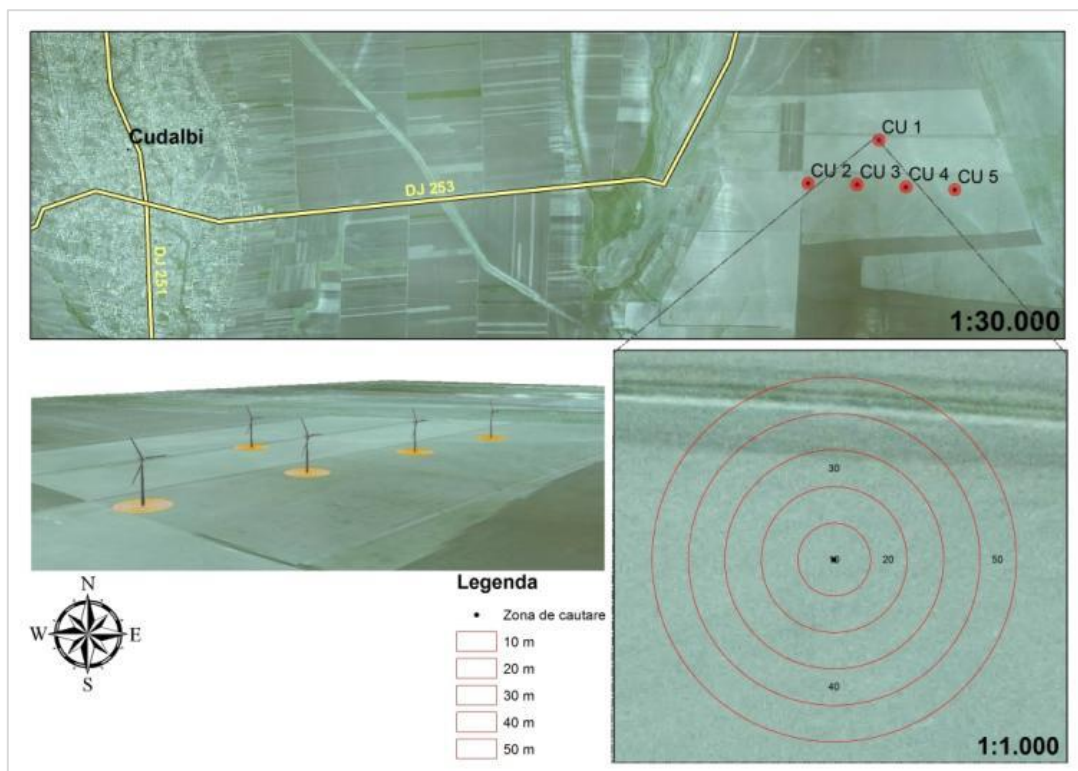 Cudalbi
DJ 253
DJ 251
CU 1
CU 2
CU 3
CU 4
CU 5
1:30.000
N
W
E
S
Legenda
Zona de cautare
10 m
20 m
30 m
40 m
50 m
30
20
50
40
1:1.000